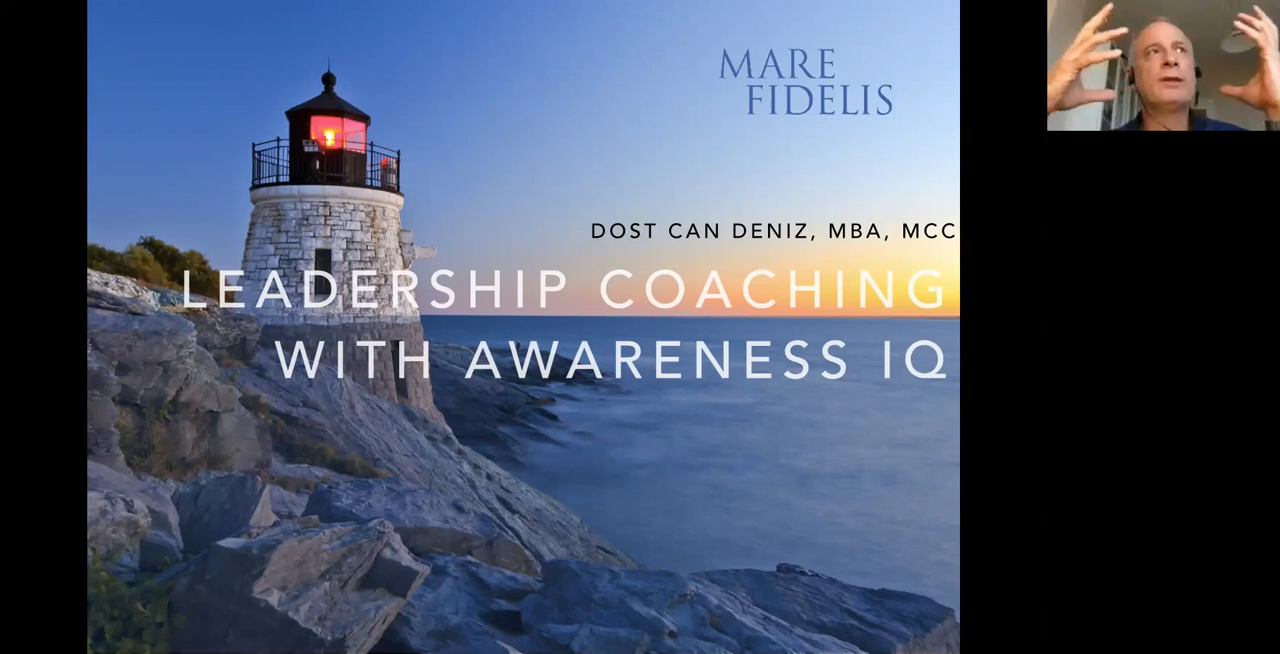 MARE
FIDELIS
DOST CAN DENIZ, MBA, MCC
LEADERSHIP COACHING
WITH AWARENESS IQ